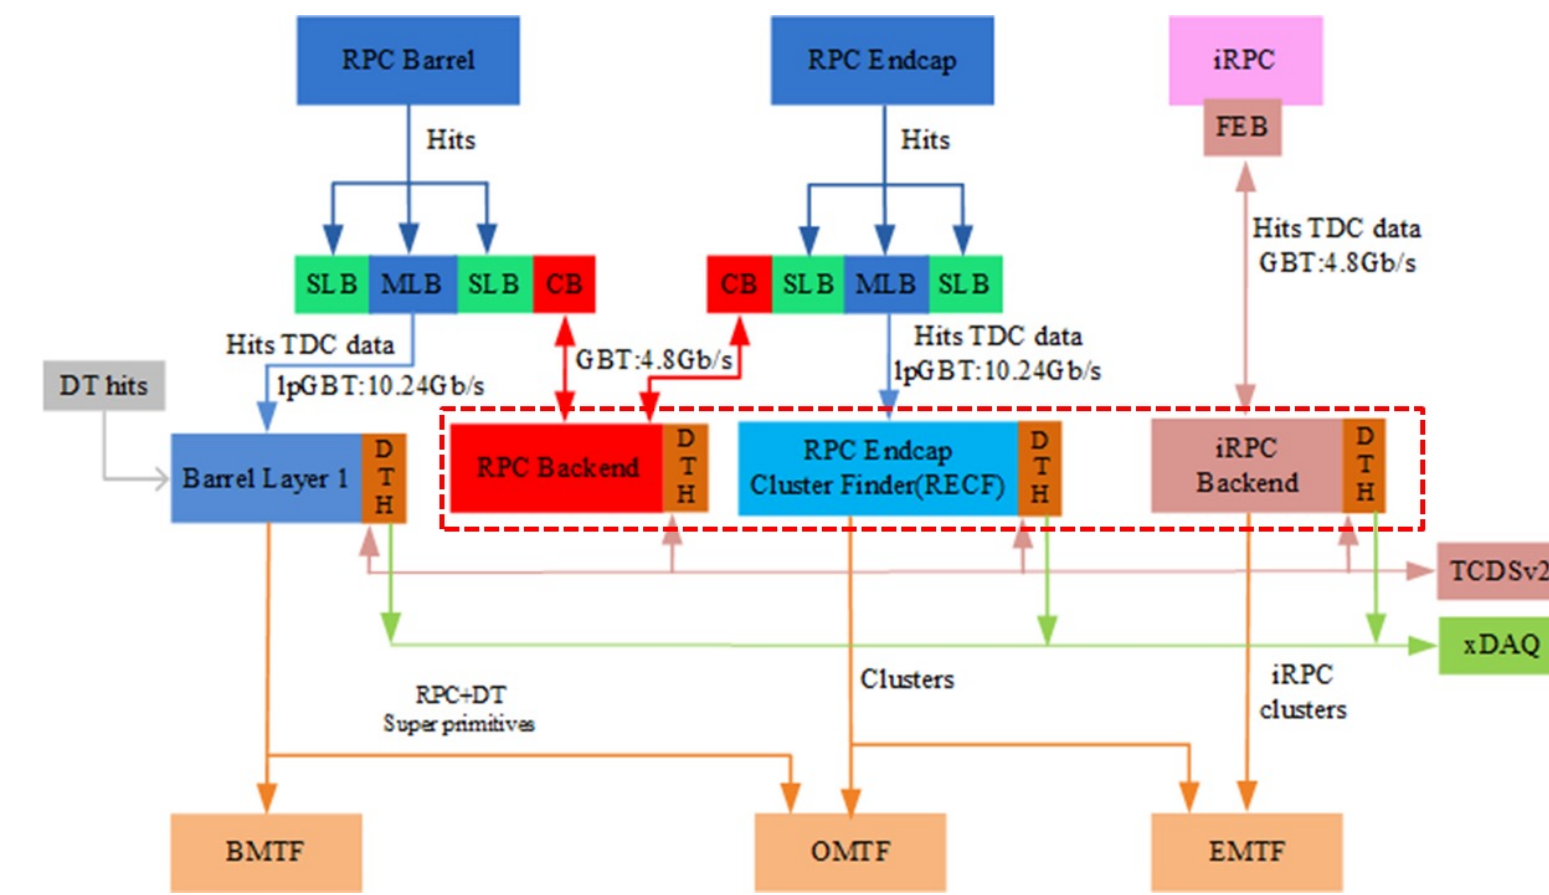 RPC Barrel
RPC Endcap
iRPC
FEB
Hits
Hits
Hits TDC data
GBT:4.8Gb/s
SLB
MLB
SLB
CB
CB
SLB
MLB
SLB
Hits TDC data
lpGBT:10.24Gb/s
GBT:4.8Gb/s
Hits TDC data
lpGBT:10.24Gb/s
DT hits
Barrel Layer 1
D
T
H
RPC Backend
D
T
H
RPC Endcap
Cluster Finder(RECF)
D
T
H
iRPC
Backend
D
T
H
TCDSv2
xDAQ
RPC+DT
Super primitives
Clusters
iRPC
clusters
BMTF
OMTF
EMTF